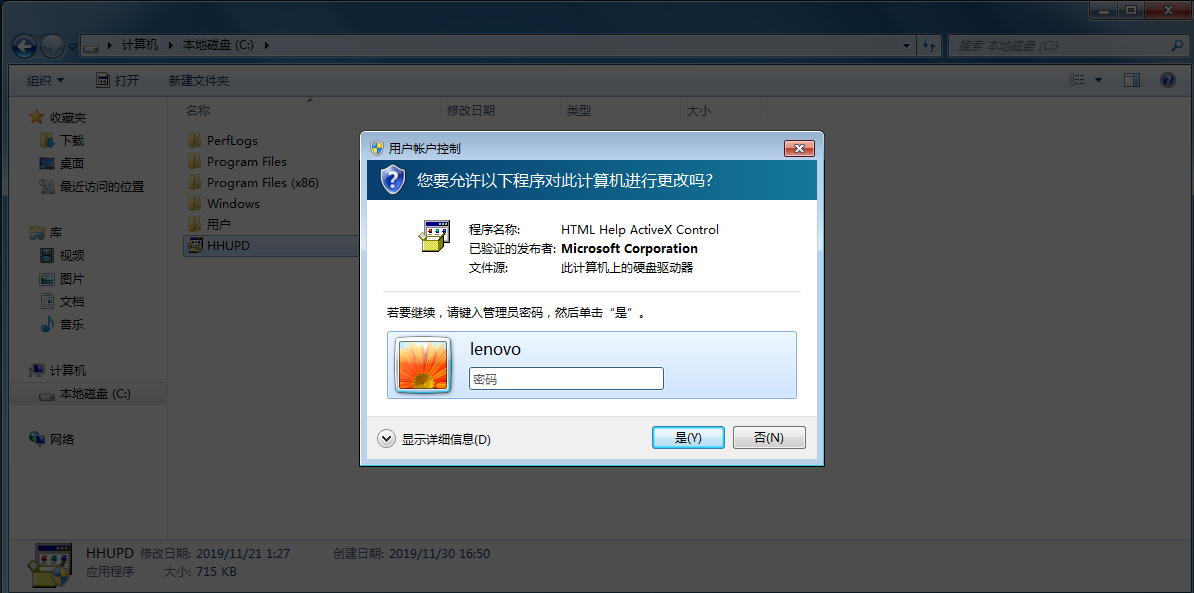 计算机 本地磁盘 (C:)
搜索 本地磁盘 (C:)
组织 打开 新建文件夹
名称 修改日期 类型 大小
收藏夹
下载
桌面
最近访问的位置
库
视频
图片
文档
音乐
计算机
本地磁盘 (C:)
网络
PerfLogs
Program Files
Program Files (x86)
Windows
用户
HHUPD
用户帐户控制
您要允许以下程序对此计算机进行更改吗?
程序名称: HTML Help ActiveX Control
已验证的发布者: Microsoft Corporation
文件源: 此计算机上的硬盘驱动器
若要继续，请键入管理员密码，然后单击“是”。
lenovo
密码
显示详细信息(D) 是(Y) 否(N)
HHUPD 修改日期: 2019/11/21 1:27 创建日期: 2019/11/30 16:50
应用程序 大小: 715 KB